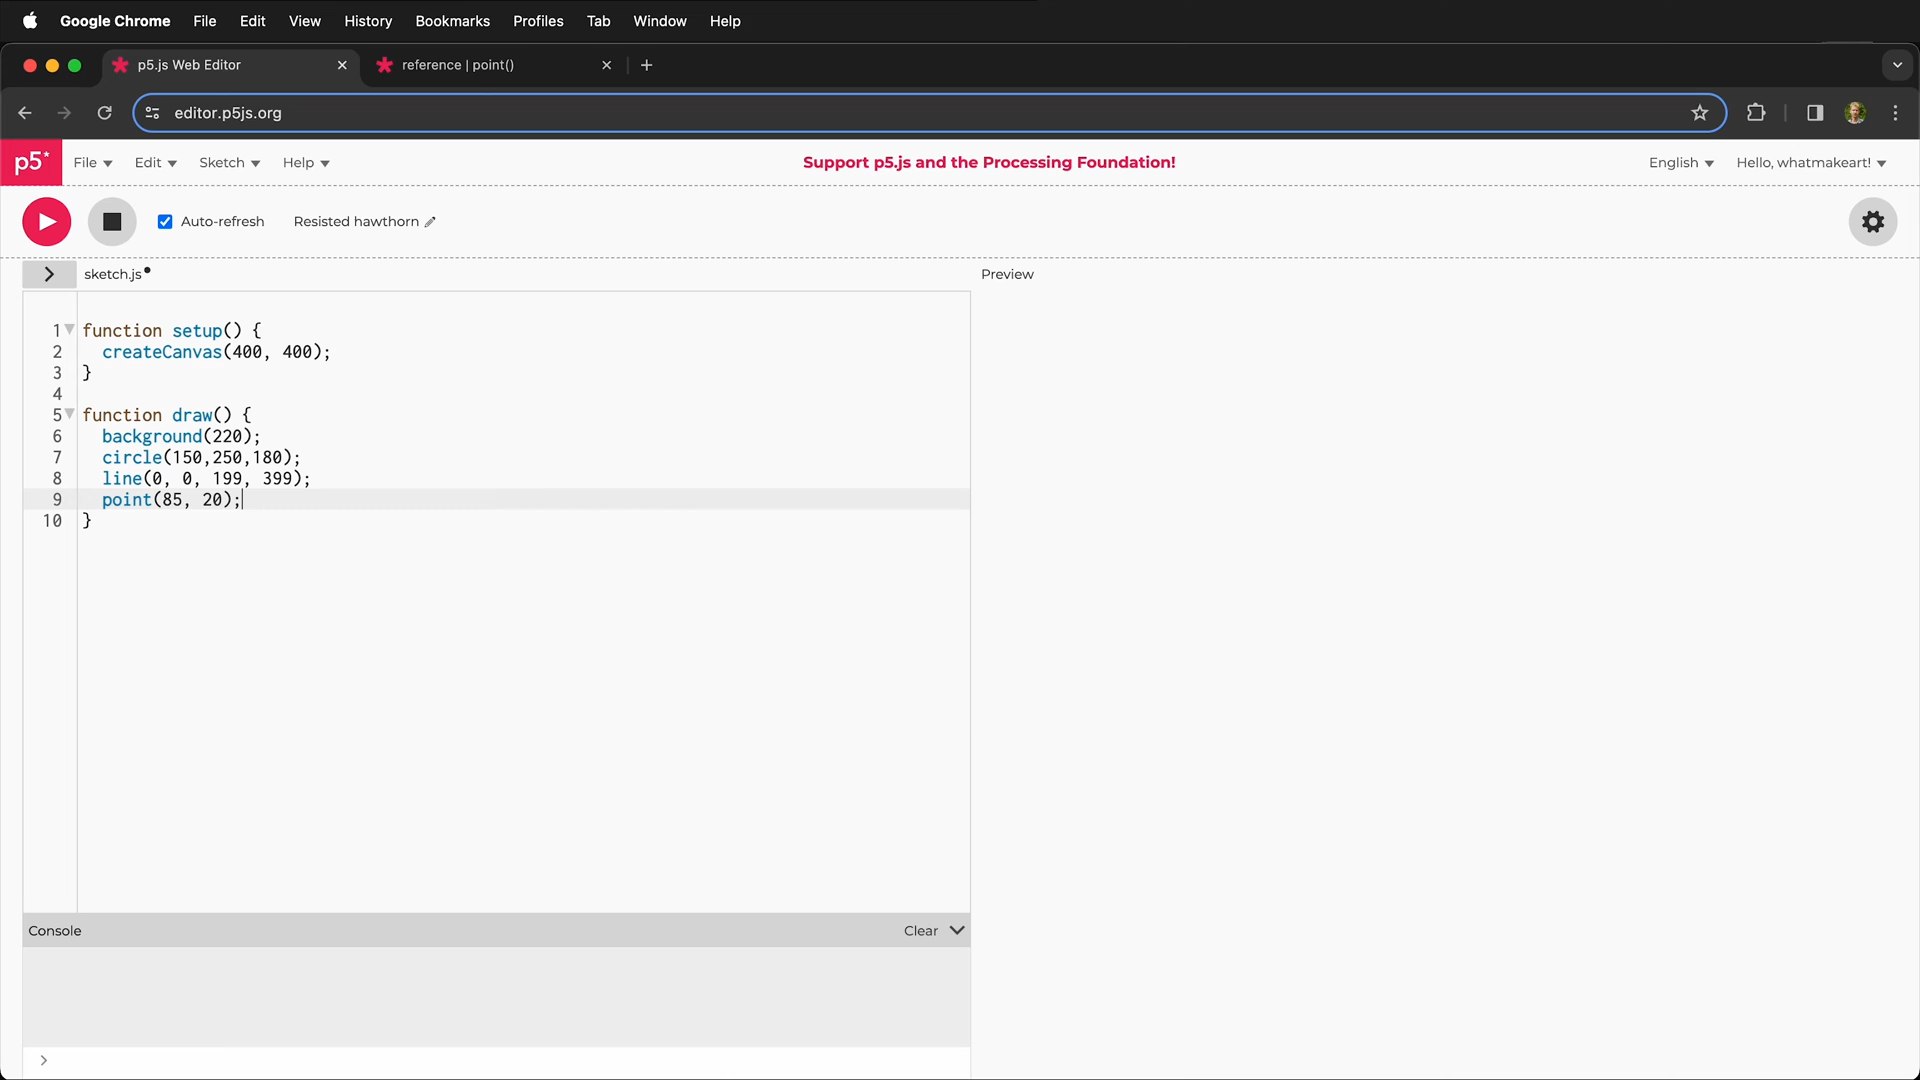 Google Chrome File Edit View History Bookmarks Profiles Tab Window Help
p5.js Web Editor reference | point()
editor.p5js.org
p5* File Edit Sketch Help Support p5.js and the Processing Foundation! English Hello, whatmakeart!
Auto-refresh Resisted hawthorn
sketch.js Preview
1 function setup() {
2 createCanvas(400, 400);
3 }
4
5 function draw() {
6 background(220);
7 circle(150,250,180);
8 line(0, 0, 199, 399);
9 point(85, 20);
10 }
Console Clear
>